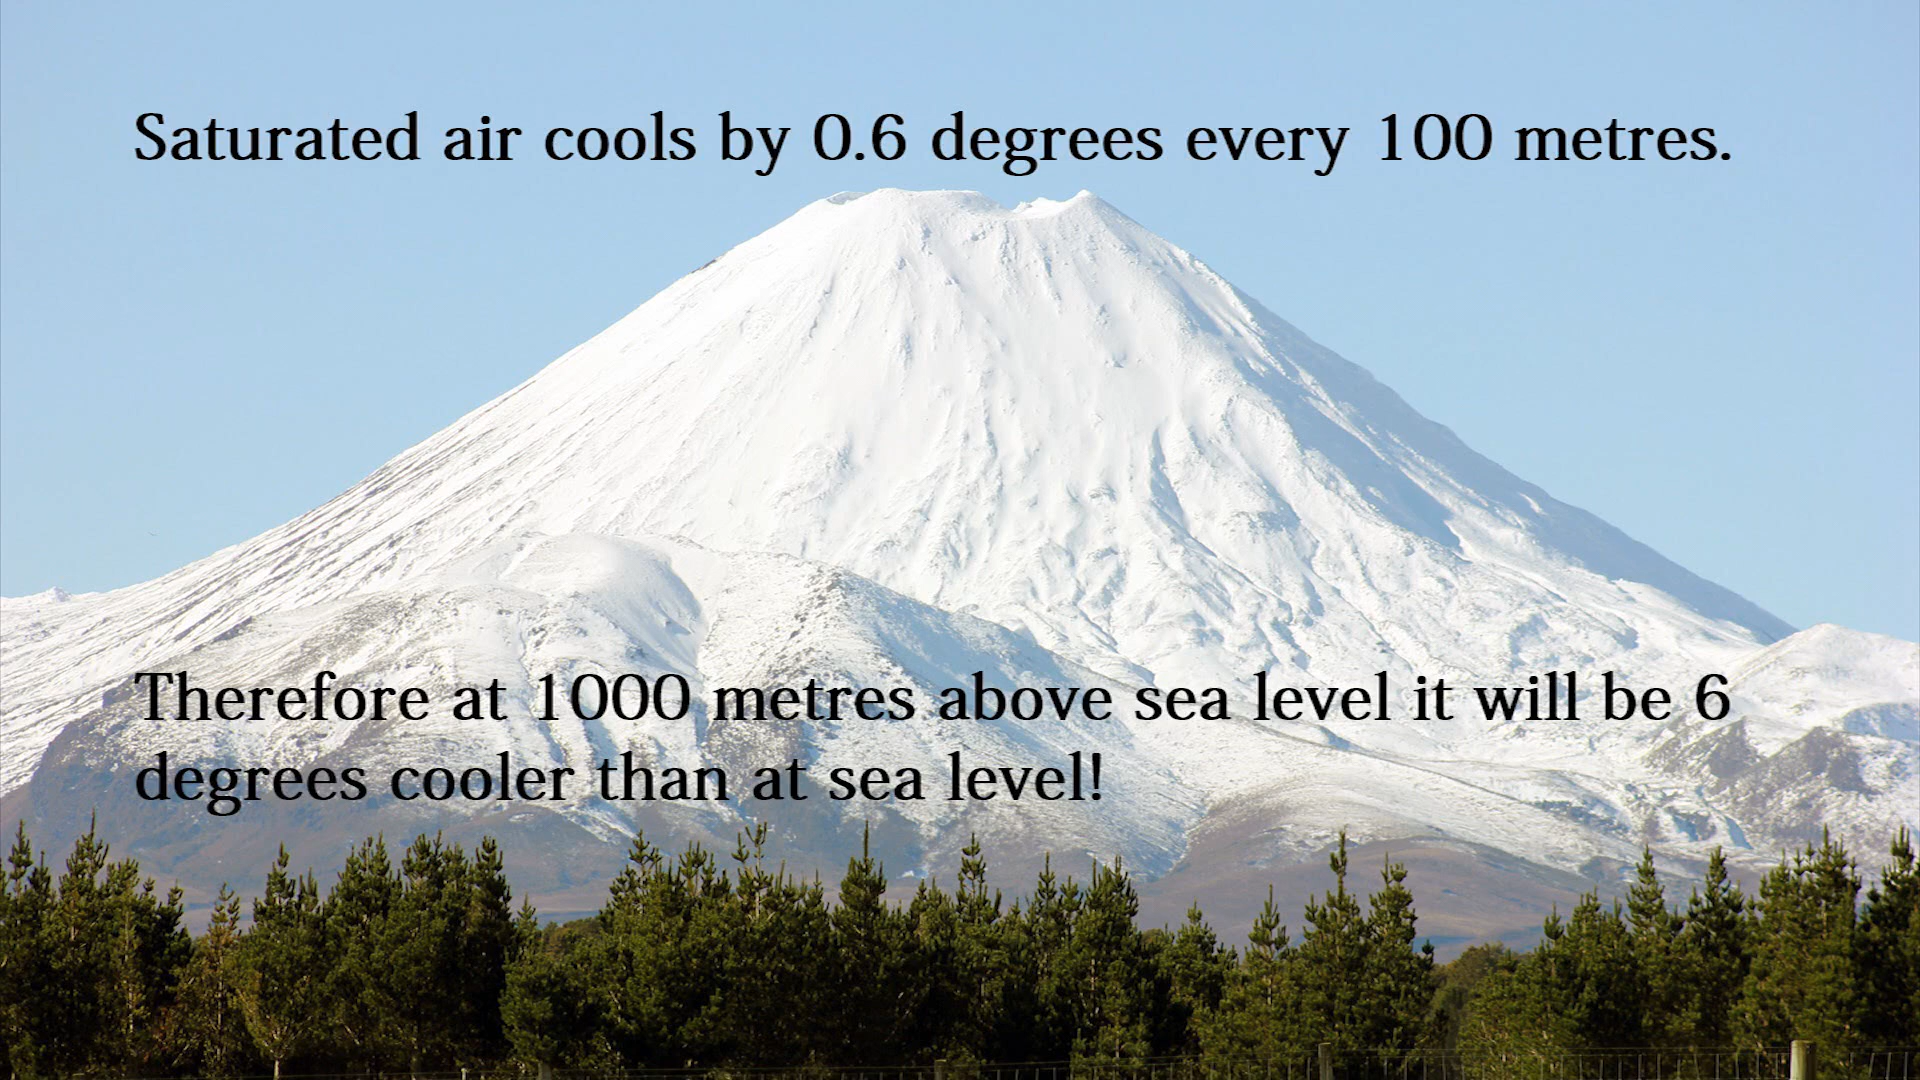 Saturated air cools by 0.6 degrees every 100 metres.
Therefore at 1000 metres above sea level it will be 6
degrees cooler than at sea level!